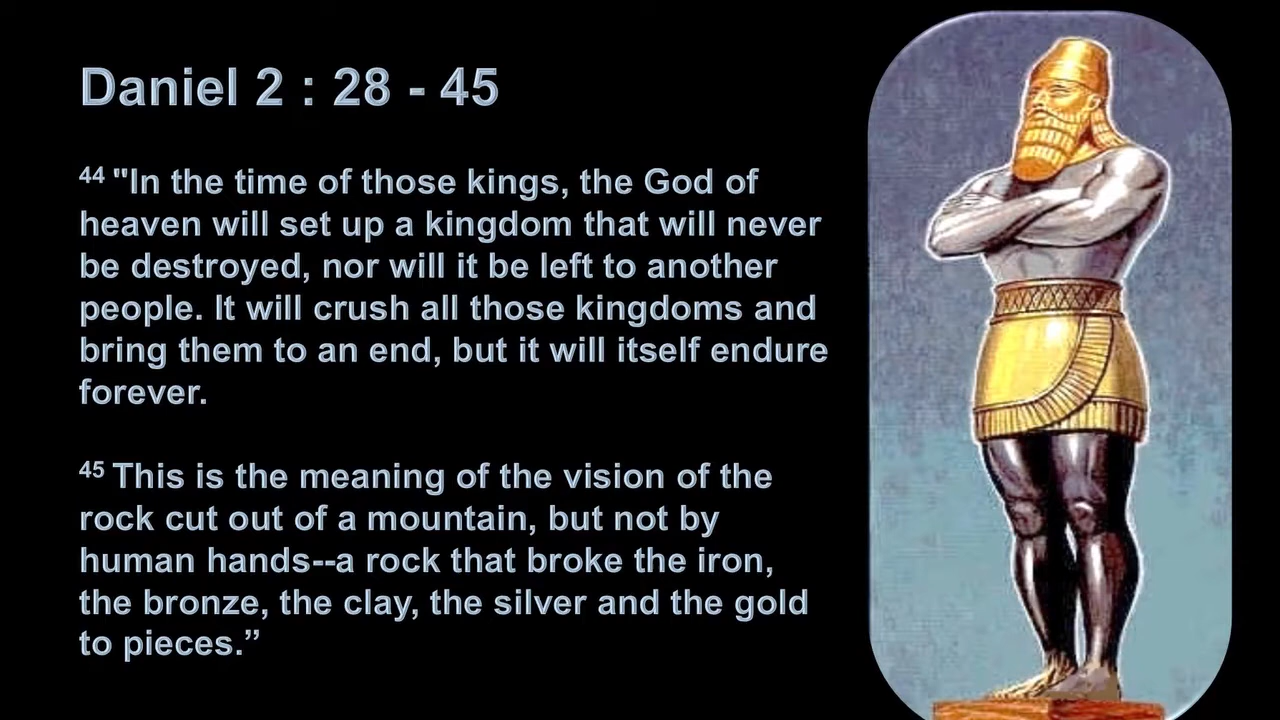 Daniel 2 : 28 - 45
44 "In the time of those kings, the God of
heaven will set up a kingdom that will never
be destroyed, nor will it be left to another
people. It will crush all those kingdoms and
bring them to an end, but it will itself endure
forever.
45 This is the meaning of the vision of the
rock cut out of a mountain, but not by
human hands--a rock that broke the iron,
the bronze, the clay, the silver and the gold
to pieces.”